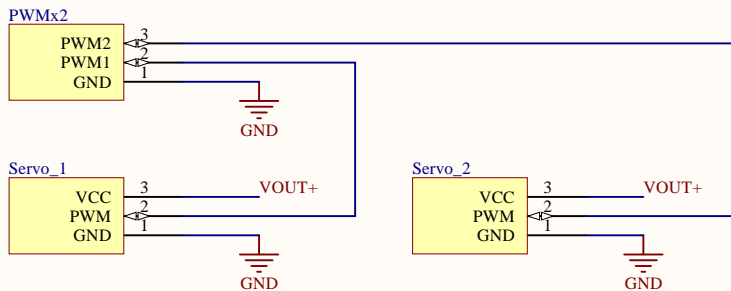 PWMx2
PWM2 3
PWM1 2
GND 1
GND
Servo_1
VCC 3 VOUT+
PWM 2
GND 1
GND
Servo_2
VCC 3 VOUT+
PWM 2
GND 1
GND